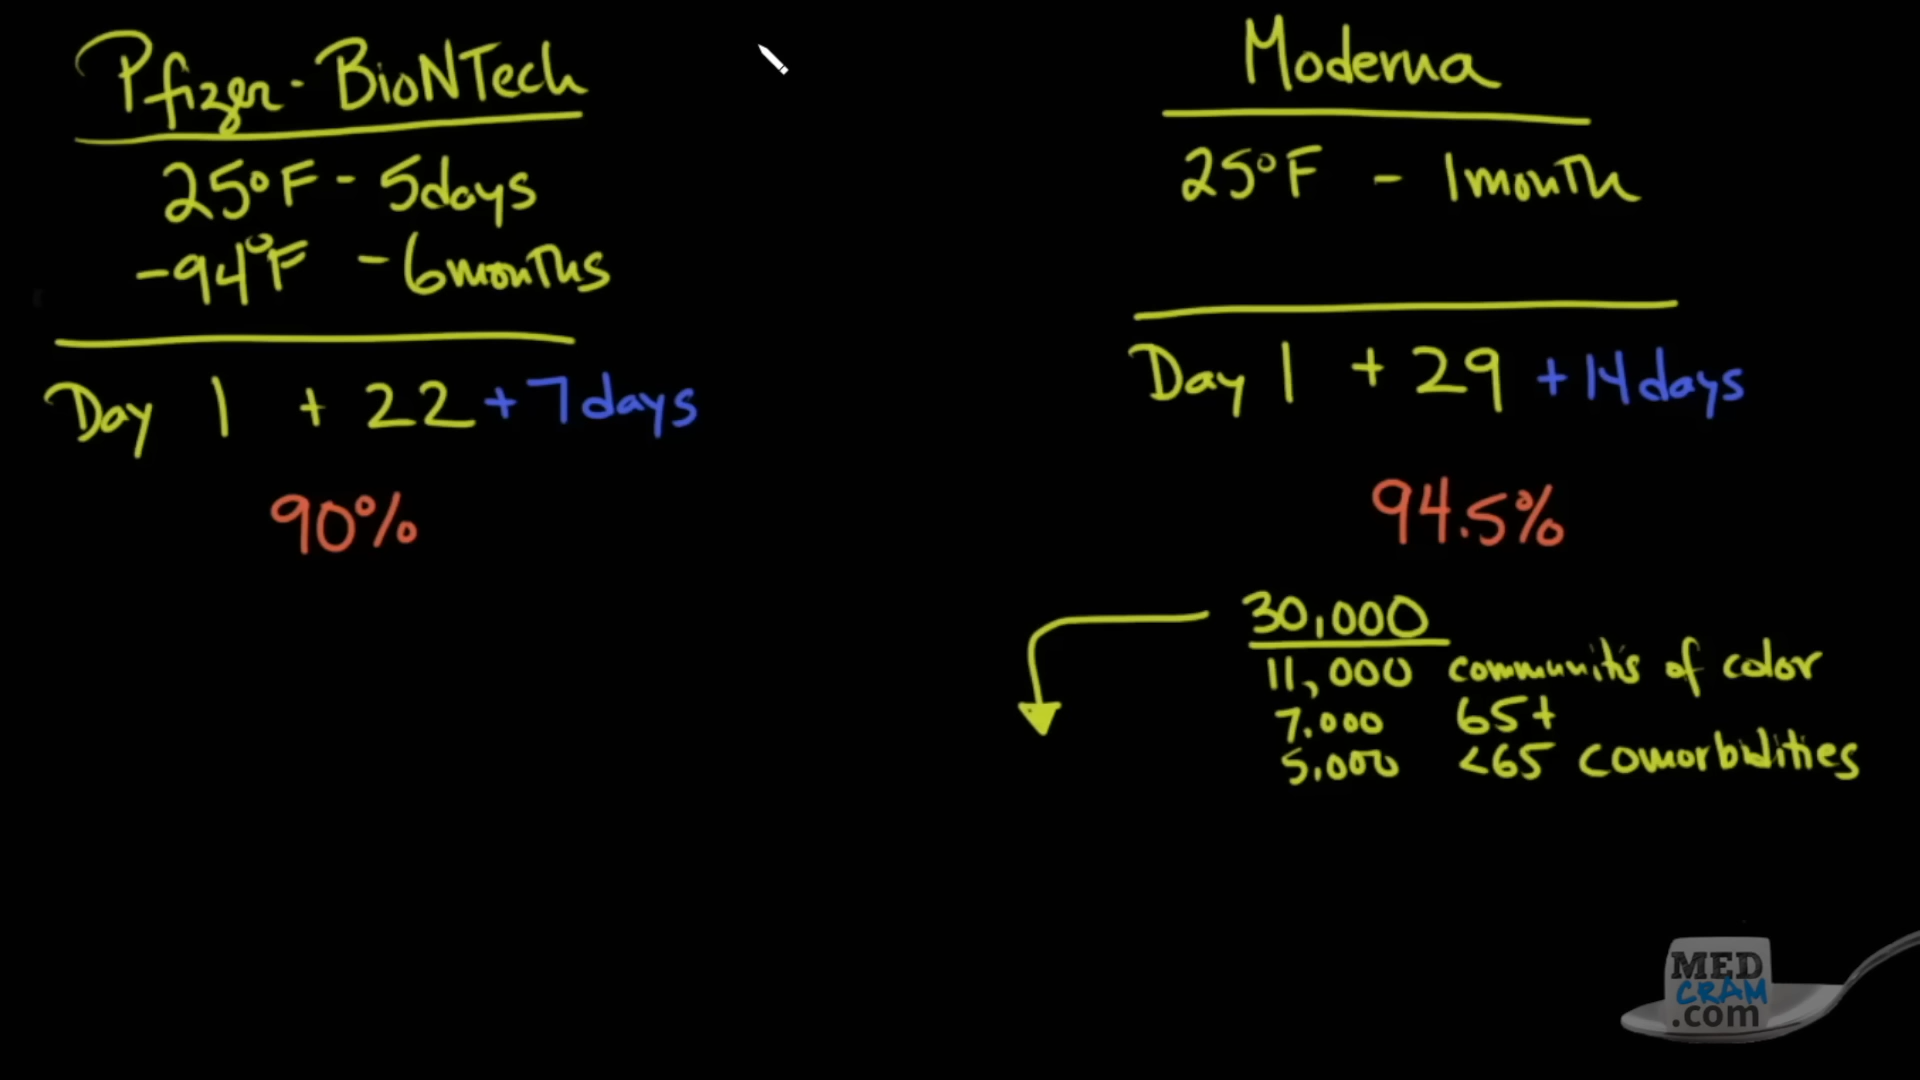 Pfizer-BioNTech
25°F - 5days
-94°F - 6months
Day 1 + 22 + 7days
90%
Moderna
25°F - 1month
Day 1 + 29 + 14days
94.5%
30,000
11,000 communitis of color
7.000 65+
5.000 <65 comorbidities
MED
CRAM
.com